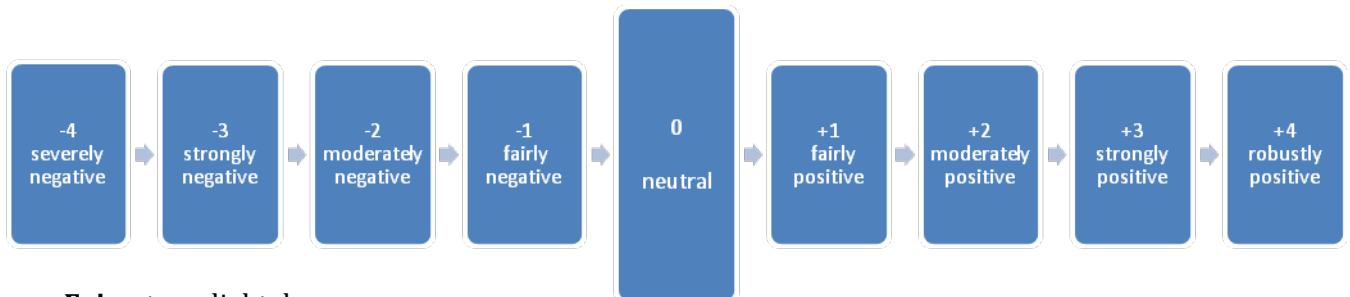 -4
severely
negative
-3
strongly
negative
-2
moderately
negative
-1
fairly
negative
0
neutral
+1
fairly
positive
+2
moderately
positive
+3
strongly
positive
+4
robustly
positive